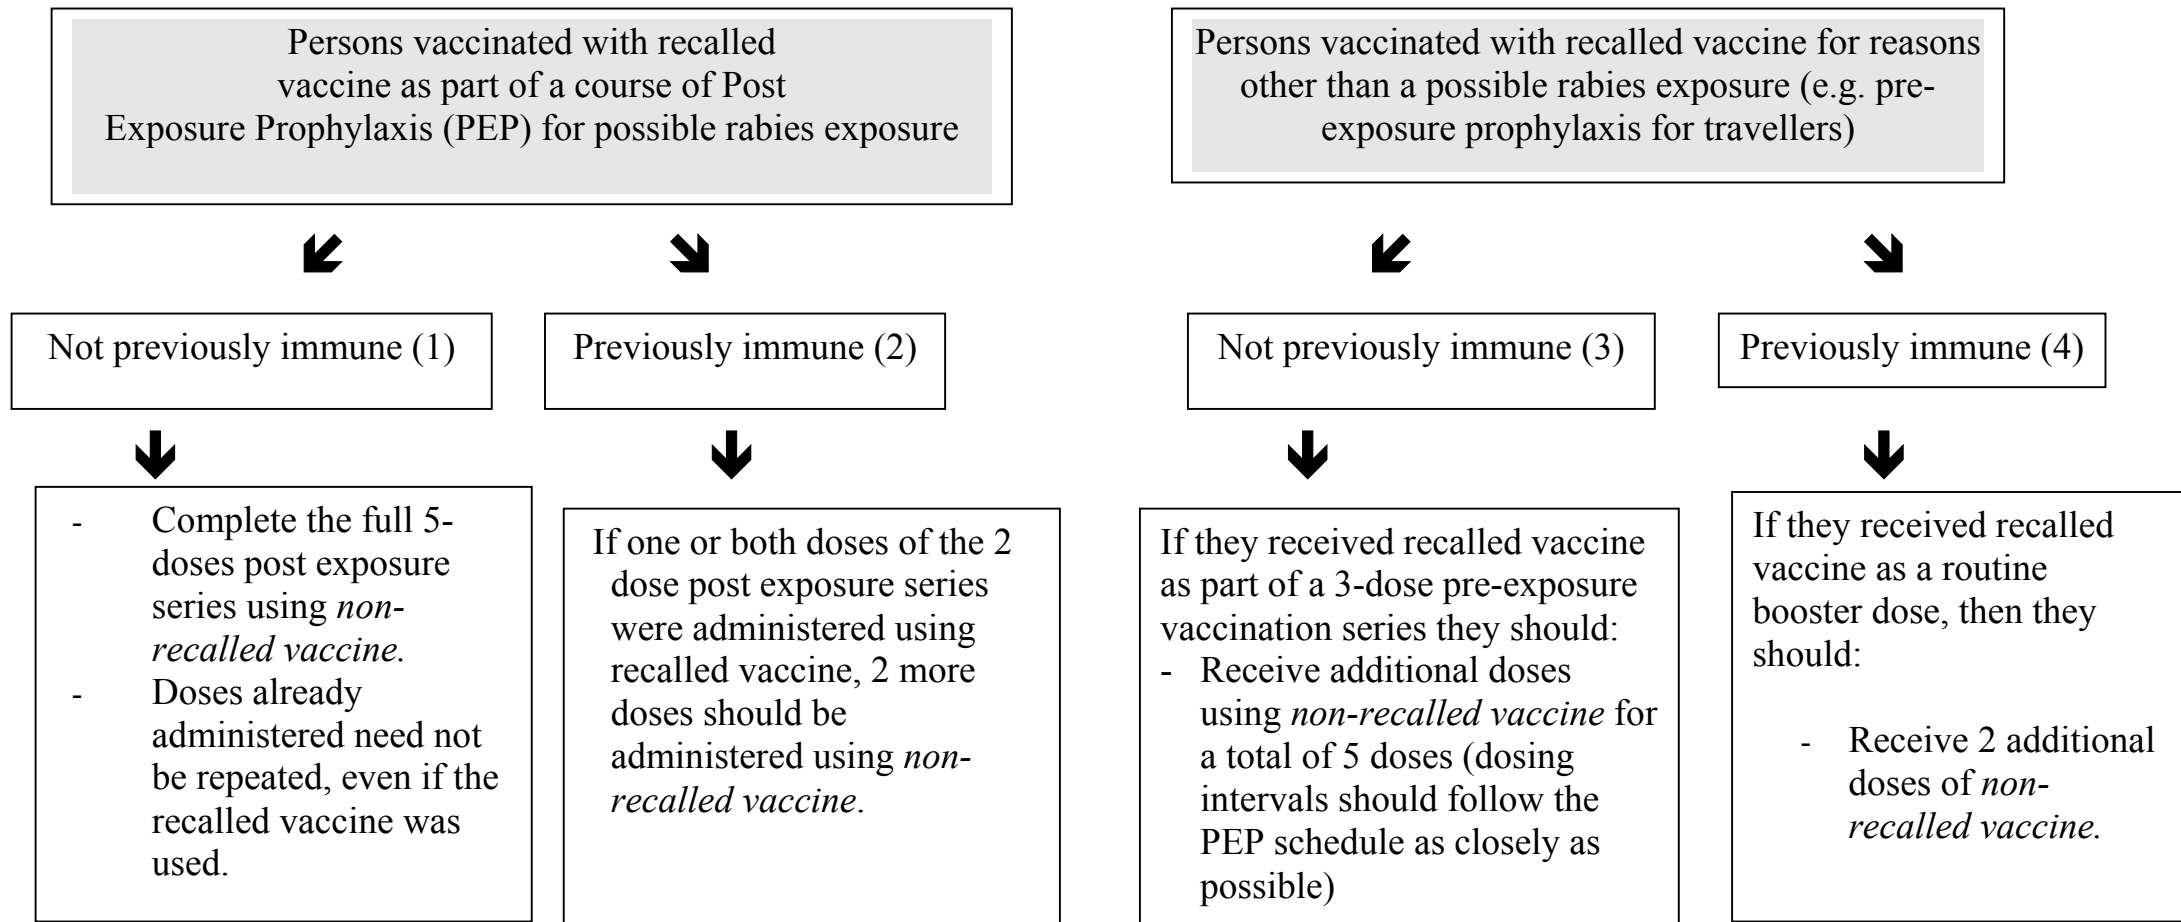 Persons vaccinated with recalled
vaccine as part of a course of Post
Exposure Prophylaxis (PEP) for possible rabies exposure
Persons vaccinated with recalled vaccine for reasons
other than a possible rabies exposure (e.g. pre-
exposure prophylaxis for travellers)
Not previously immune (1)
Previously immune (2)
Not previously immune (3)
Previously immune (4)
- Complete the full 5-
doses post exposure
series using non-
recalled vaccine.
- Doses already
administered need not
be repeated, even if the
recalled vaccine was
used.
If one or both doses of the 2
dose post exposure series
were administered using
recalled vaccine, 2 more
doses should be
administered using non-
recalled vaccine.
If they received recalled vaccine
as part of a 3-dose pre-exposure
vaccination series they should:
- Receive additional doses
using non-recalled vaccine for
a total of 5 doses (dosing
intervals should follow the
PEP schedule as closely as
possible)
If they received recalled
vaccine as a routine
booster dose, then they
should:
- Receive 2 additional
doses of non-
recalled vaccine.